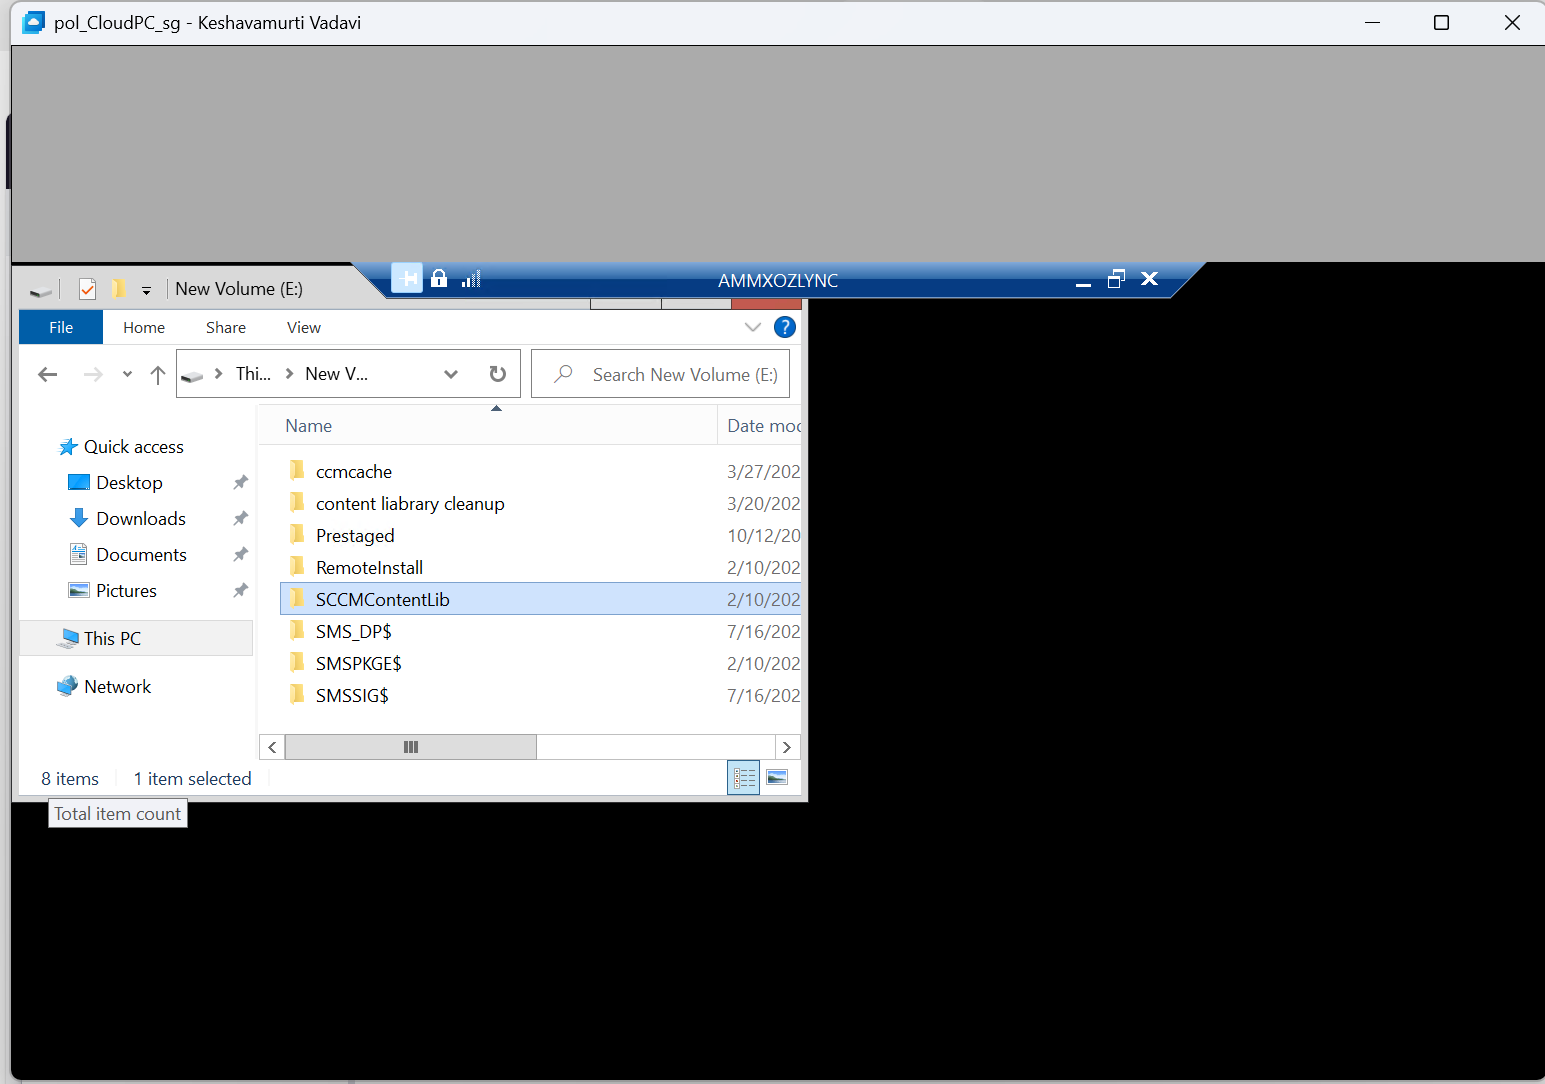 pol_CloudPC_sg - Keshavamurti Vadavi
AMMXOZLYNC
New Volume (E:)
File Home Share View
Thi... New V... Search New Volume (E:)
Name Date mod
Quick access
Desktop
Downloads
Documents
Pictures
This PC
Network
ccmcache 3/27/202
content liabrary cleanup 3/20/202
Prestaged 10/12/20
RemoteInstall 2/10/202
SCCMContentLib 2/10/202
SMS_DP$ 7/16/202
SMSPKGE$ 2/10/202
SMSSIG$ 7/16/202
8 items 1 item selected
Total item count